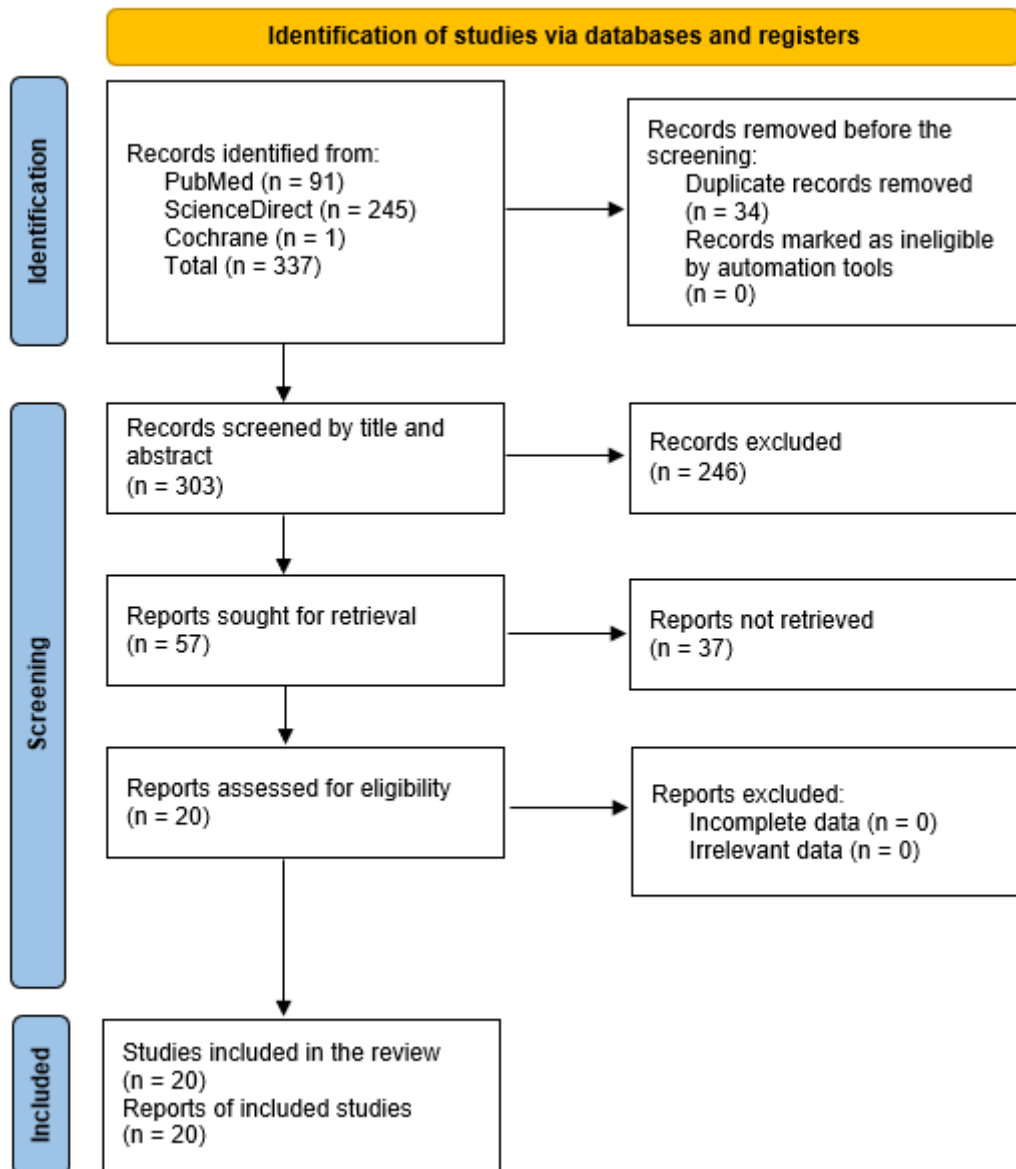 Identification of studies via databases and registers
Identification
Records identified from:
PubMed (n = 91)
ScienceDirect (n = 245)
Cochrane (n = 1)
Total (n = 337)
Records removed before the
screening:
Duplicate records removed
(n = 34)
Records marked as ineligible
by automation tools
(n = 0)
Screening
Records screened by title and
abstract
(n = 303)
Records excluded
(n = 246)
Reports sought for retrieval
(n = 57)
Reports not retrieved
(n = 37)
Reports assessed for eligibility
(n = 20)
Reports excluded:
Incomplete data (n = 0)
Irrelevant data (n = 0)
Included
Studies included in the review
(n = 20)
Reports of included studies
(n = 20)